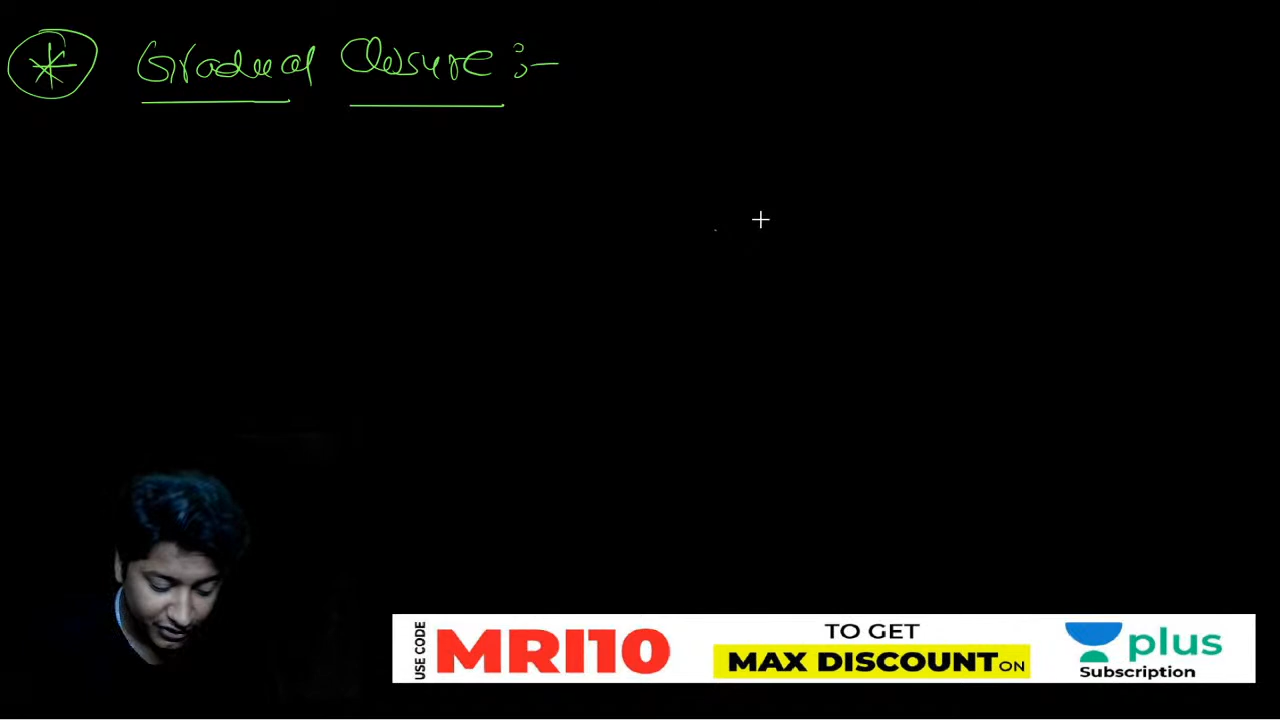 * Gradual Closure :-
USE CODE
MRI10
TO GET
MAX DISCOUNT ON
plus
Subscription